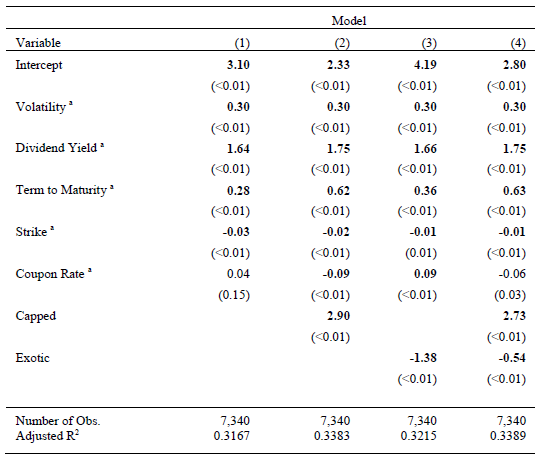 Model
Variable (1) (2) (3) (4)
Intercept 3.10 2.33 4.19 2.80
(<0.01) (<0.01) (<0.01) (<0.01)
Volatility a 0.30 0.30 0.30 0.30
(<0.01) (<0.01) (<0.01) (<0.01)
Dividend Yield a 1.64 1.75 1.66 1.75
(<0.01) (<0.01) (<0.01) (<0.01)
Term to Maturity a 0.28 0.62 0.36 0.63
(<0.01) (<0.01) (<0.01) (<0.01)
Strike a -0.03 -0.02 -0.01 -0.01
(<0.01) (<0.01) (0.01) (<0.01)
Coupon Rate a 0.04 -0.09 0.09 -0.06
(0.15) (<0.01) (<0.01) (0.03)
Capped 2.90 2.73
(<0.01) (<0.01)
Exotic -1.38 -0.54
(<0.01) (<0.01)
Number of Obs. 7,340 7,340 7,340 7,340
Adjusted R2 0.3167 0.3383 0.3215 0.3389